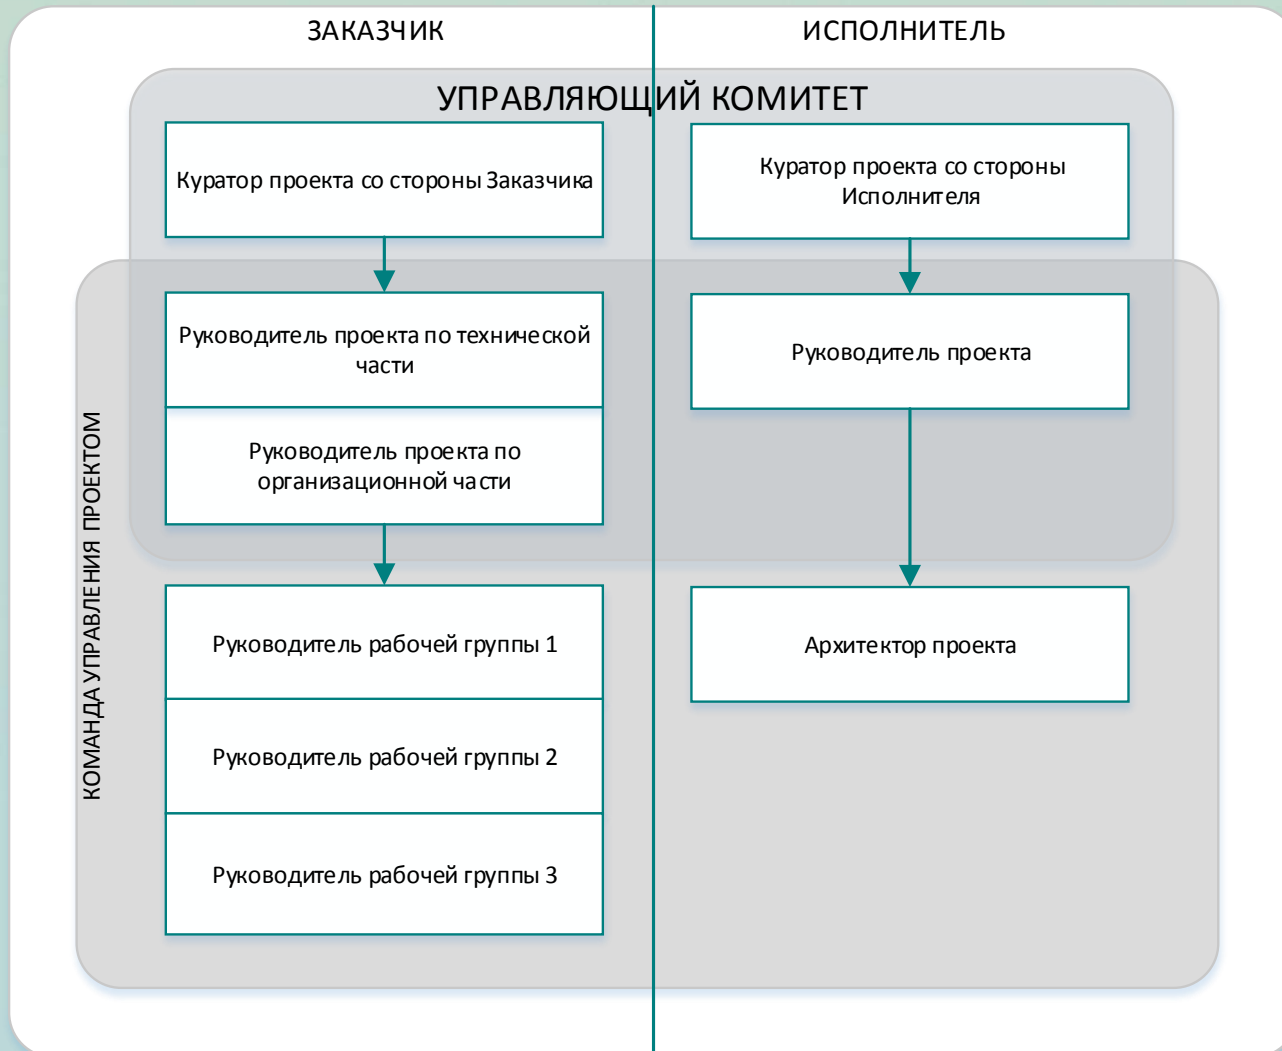 ЗАКАЗЧИК
ИСПОЛНИТЕЛЬ
УПРАВЛЯЮЩИЙ КОМИТЕТ
Куратор проекта со стороны Заказчика
Куратор проекта со стороны
Исполнителя
Руководитель проекта по технической
части
Руководитель проекта
Руководитель проекта по
организационной части
КОМАНДА УПРАВЛЕНИЯ ПРОЕКТОМ
Руководитель рабочей группы 1
Архитектор проекта
Руководитель рабочей группы 2
Руководитель рабочей группы 3